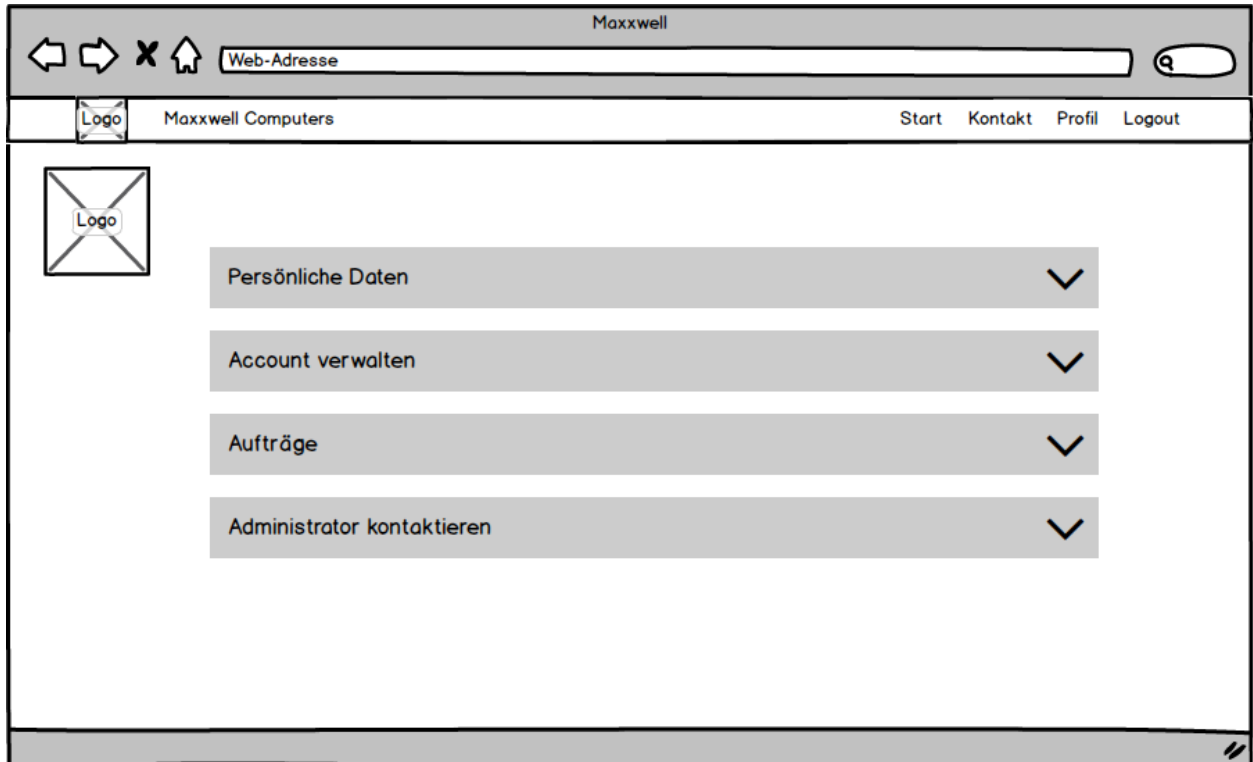 Maxxwell
Web-Adresse
Logo Maxxwell Computers Start Kontakt Profil Logout
Logo
Persönliche Daten
Account verwalten
Aufträge
Administrator kontaktieren